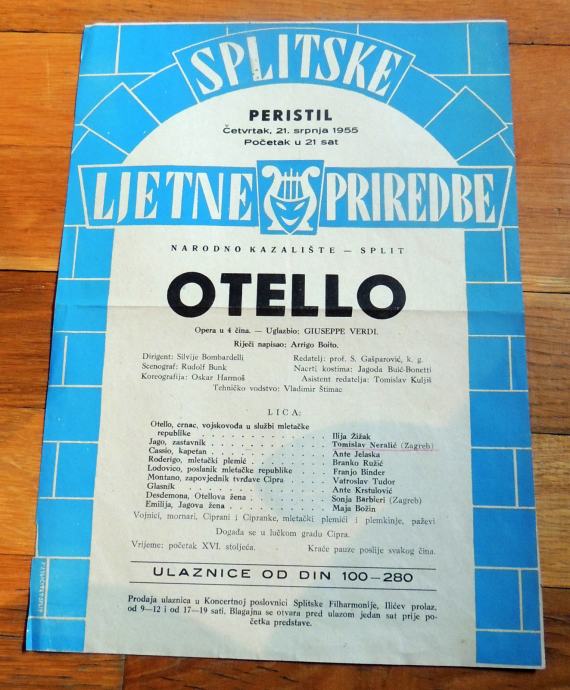 SPLITSKE
PERISTIL
Četvrtak, 21. srpnja 1955
Početak u 21 sat
LJETNE PRIREDBE
NARODNO KAZALIŠTE — SPLIT
OTELLO
Opera u 4 čina. — Uglazbio: GIUSEPPE VERDI.
Riječi napisao: Arrigo Boito.
Dirigent: Silvije Bombardelli Redatelj: prof. S. Gašparović, k. g.
Scenograf: Rudolf Bunk Nacrti kostima: Jagoda Buić-Bonetti
Koreografija: Oskar Harmoš Asistent redatelja: Tomislav Kuljiš
Tehničko vodstvo: Vladimir Štimac
LICA:
Otello, crnac, vojskovođa u službi mletačke
republike . . . . . . . . . . . . Ilija Žižak
Jago, zastavnik . . . . . . . . . . . Tomislav Neralić (Zagreb)
Cassio, kapetan . . . . . . . . . . . Ante Jelaska
Roderigo, mletački plemić . . . . . . . Branko Ružić
Lodovico, poslanik mletačke republike . . . Franjo Binder
Montano, zapovjednik tvrđave Cipra . . . . Vatroslav Tudor
Glasnik . . . . . . . . . . . . . Ante Krstulović
Desdemona, Otellova žena . . . . . . . Sonja Barbieri (Zagreb)
Emilija, Jagova žena . . . . . . . . . Maja Božin
Vojnici, mornari, Ciprani i Cipranke, mletački plemići i plemkinje, paževi
Događa se u lučkom gradu Cipra.
Vrijeme: početak XVI. stoljeća. Kraće pauze poslije svakog čina.
ULAZNICE OD DIN 100—280
Prodaja ulaznica u Koncertnoj poslovnici Splitske Filharmonije, Ilićev prolaz,
od 9—12 i od 17—19 sati. Blagajna se otvara pred ulazom jedan sat prije po-
četka predstave.